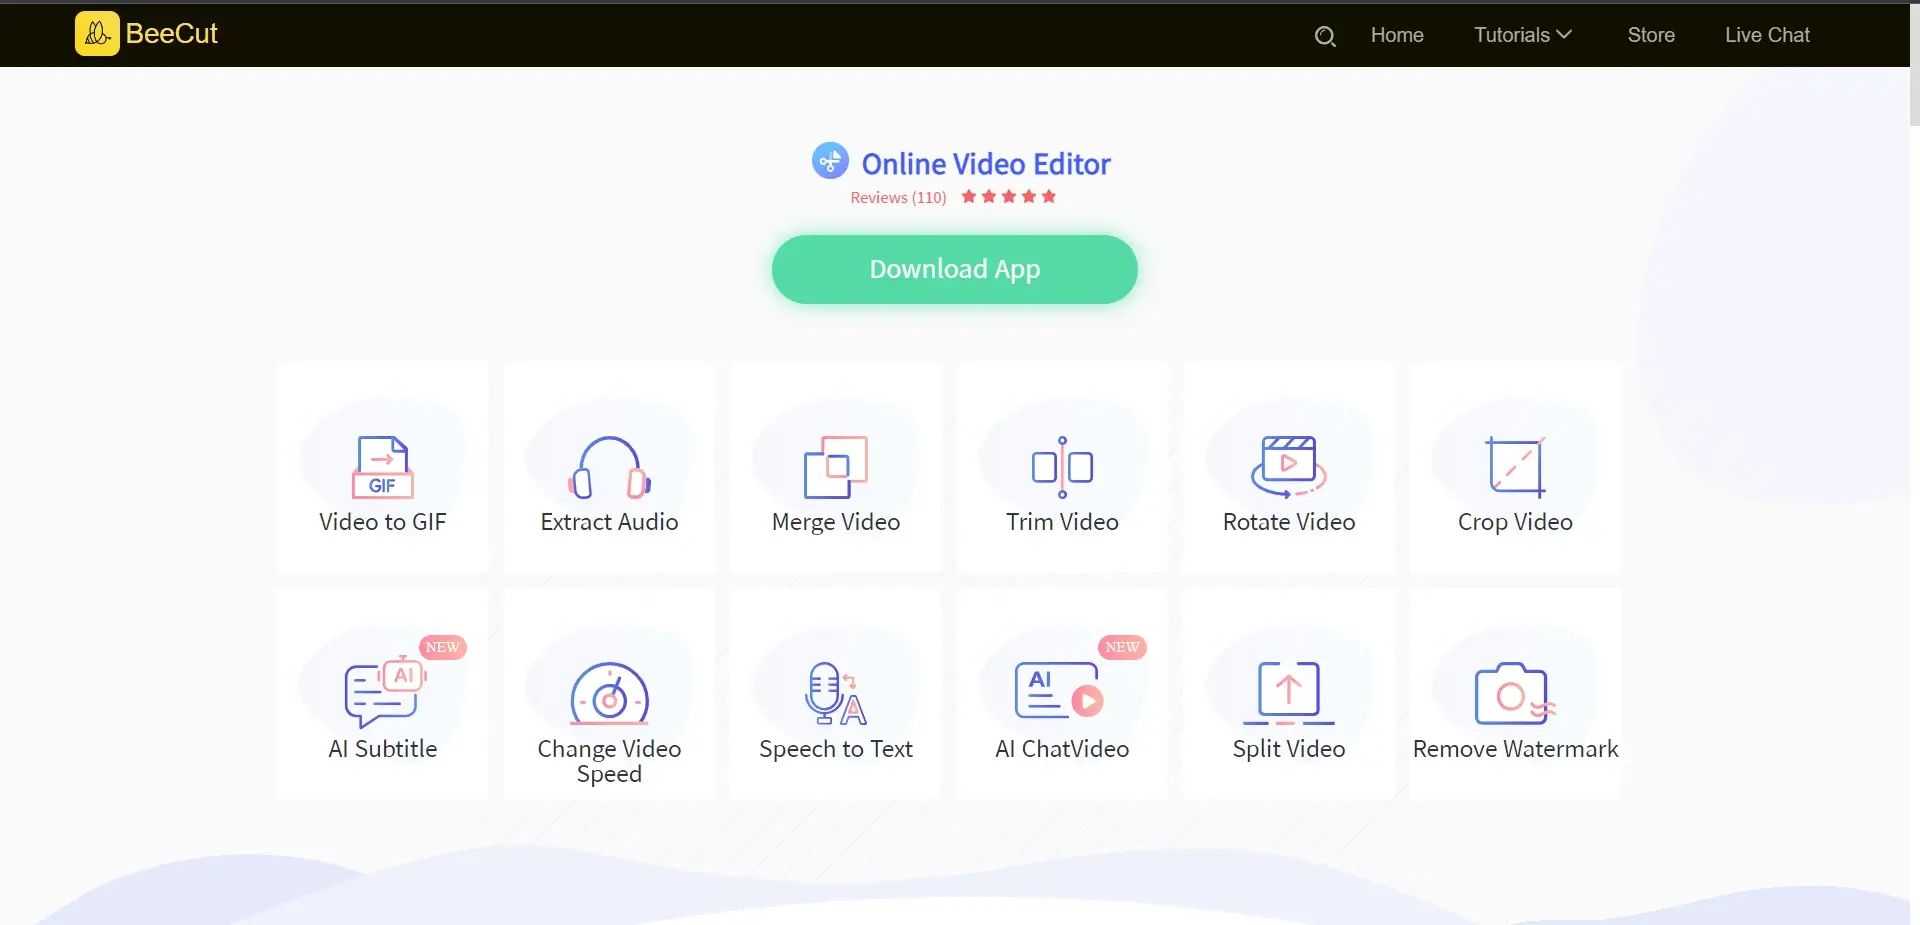 BeeCut
Home Tutorials Store Live Chat
Online Video Editor
Reviews (110)
Download App
GIF
Video to GIF
Extract Audio
Merge Video
Trim Video
Rotate Video
Crop Video
NEW
AI
AI Subtitle
Change Video
Speed
A
Speech to Text
NEW
AI
AI ChatVideo
Split Video
Remove Watermark